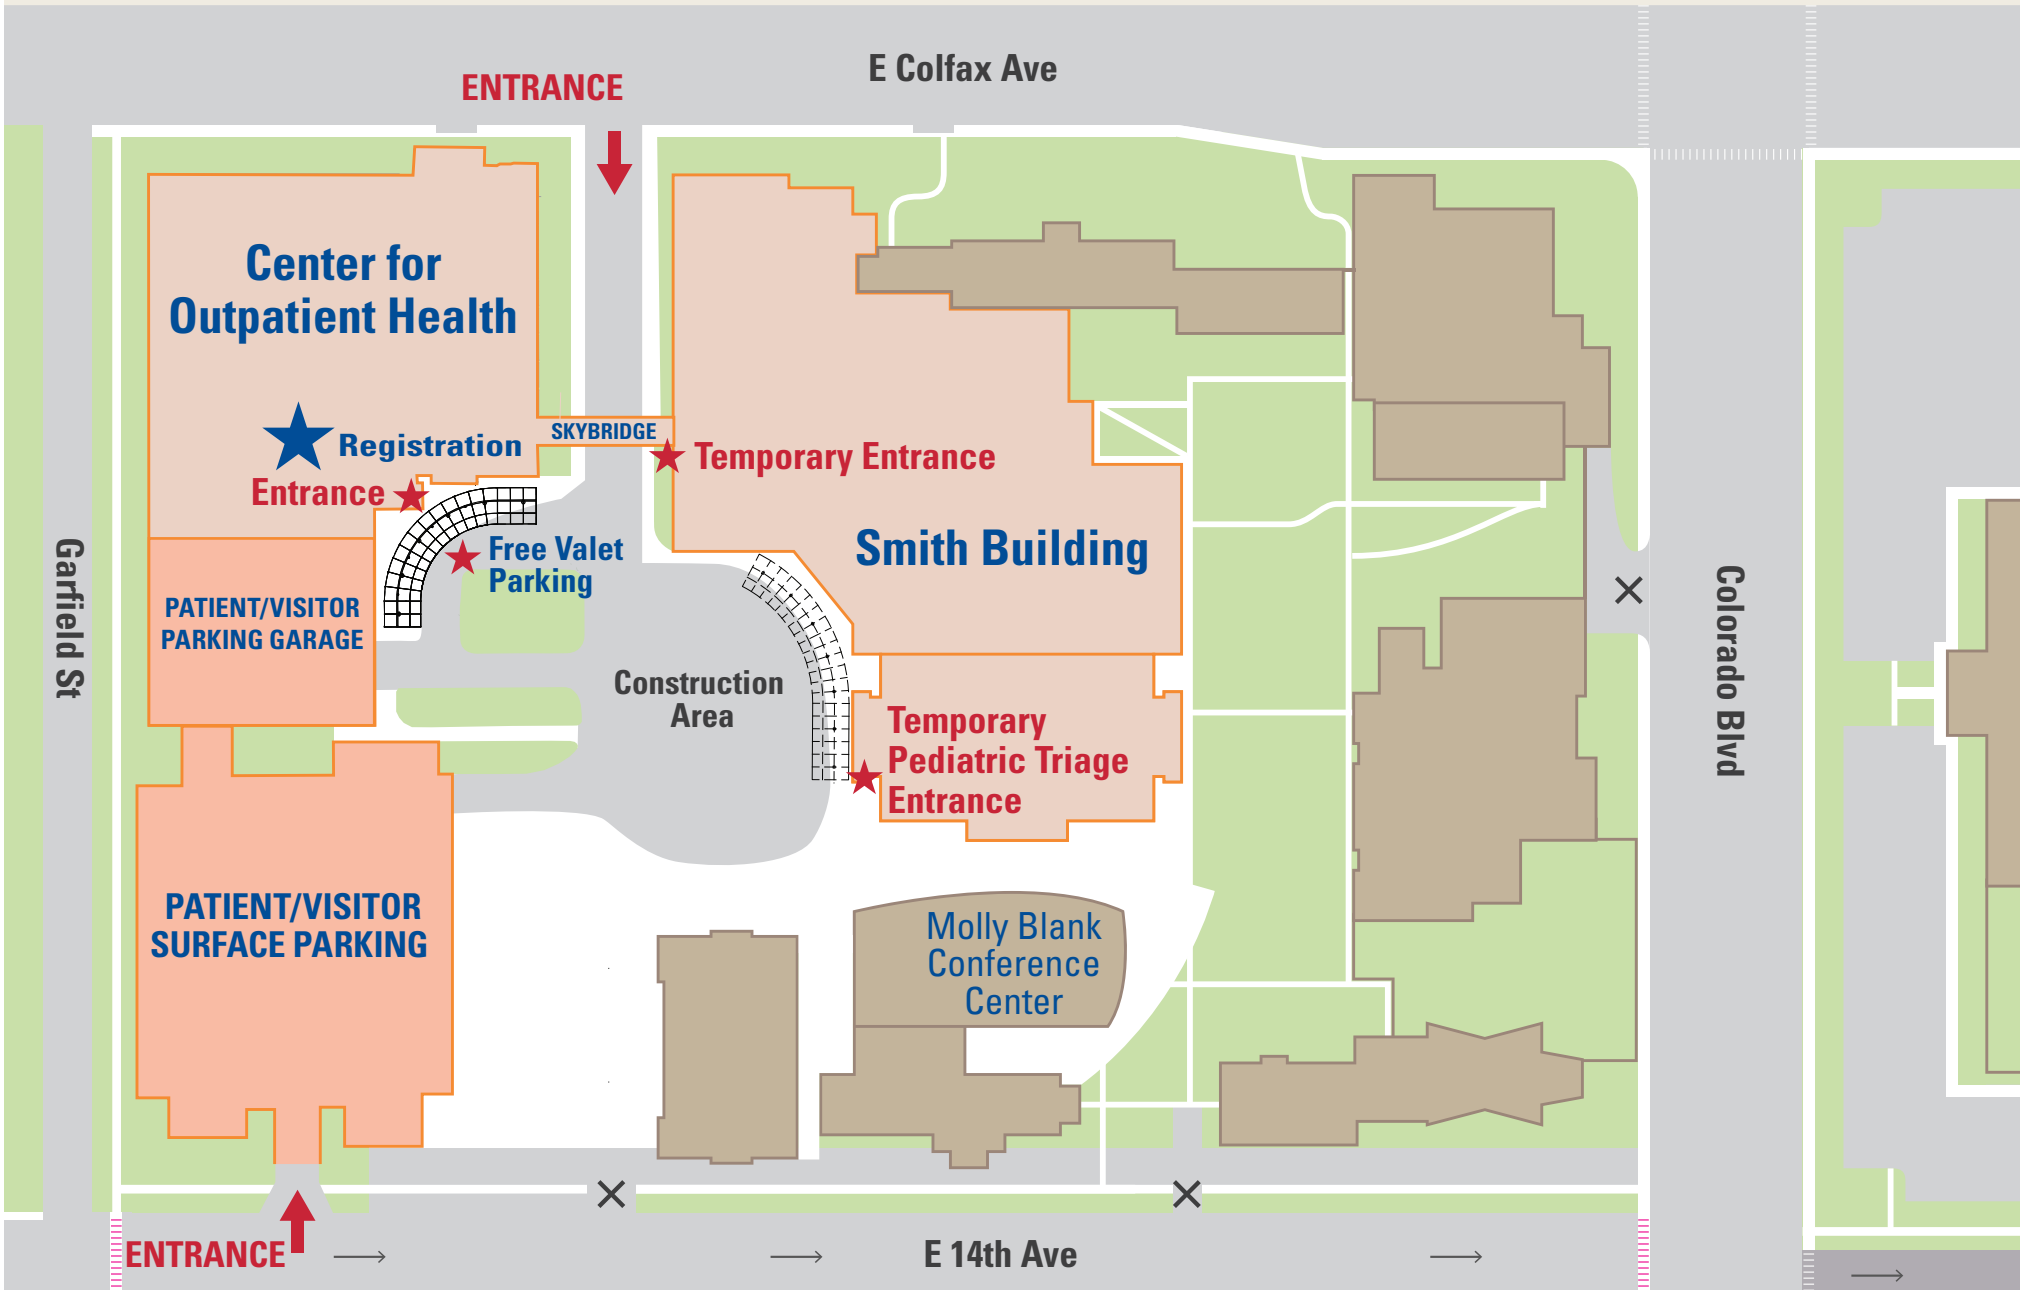 E Colfax Ave
ENTRANCE
Center for
Outpatient Health
Registration
SKYBRIDGE
Temporary Entrance
Entrance
Free Valet
Parking
Smith Building
Garfield St
PATIENT/VISITOR
PARKING GARAGE
Construction
Area
Colorado Blvd
Temporary
Pediatric Triage
Entrance
PATIENT/VISITOR
SURFACE PARKING
Molly Blank
Conference
Center
ENTRANCE
E 14th Ave